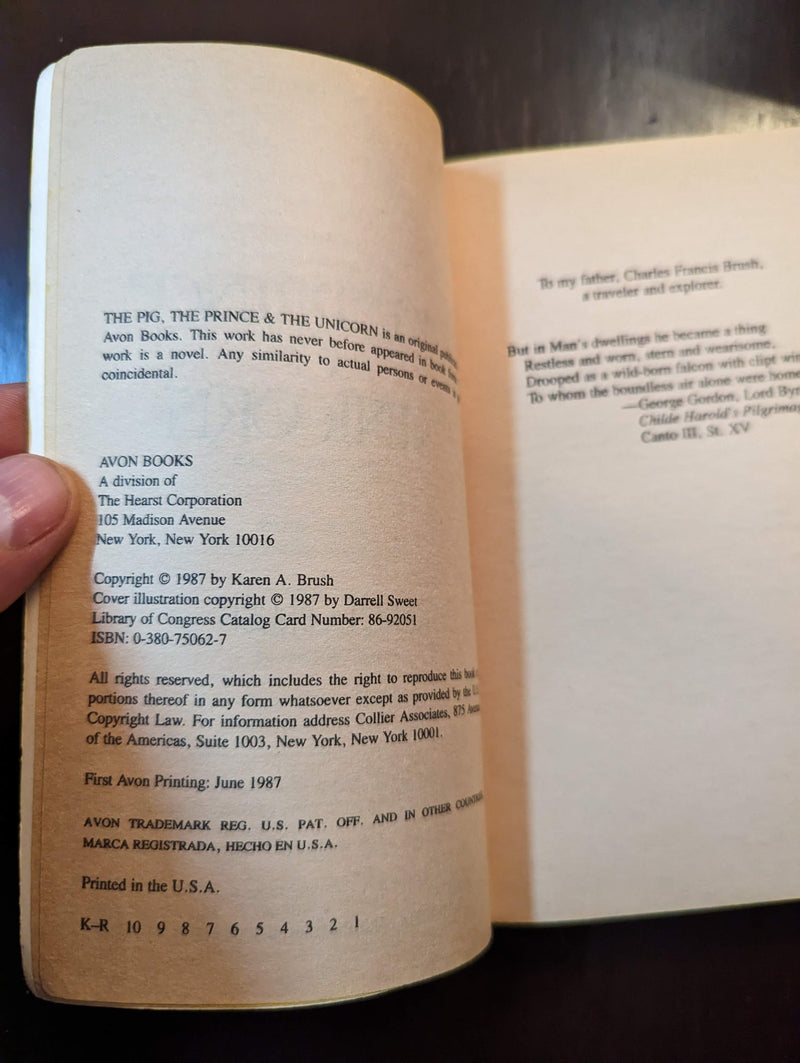 THE PIG, THE PRINCE & THE UNICORN is an original
Avon Books. This work has never before appeared in book
work is a novel. Any similarity to actual persons or events
coincidental.
AVON BOOKS
A division of
The Hearst Corporation
105 Madison Avenue
New York, New York 10016
Copyright © 1987 by Karen A. Brush
Cover illustration copyright © 1987 by Darrell Sweet
Library of Congress Catalog Card Number: 86-92051
ISBN: 0-380-75062-7
All rights reserved, which includes the right to reproduce this book
portions thereof in any form whatsoever except as provided by the
Copyright Law. For information address Collier Associates, 875
of the Americas, Suite 1003, New York, New York 10001.
First Avon Printing: June 1987
AVON TRADEMARK REG. U.S. PAT. OFF. AND IN OTHER
MARCA REGISTRADA, HECHO EN U.S.A.
Printed in the U.S.A.
K–R 10 9 8 7 6 5 4 3 2 1
To my father, Charles Francis Brush,
a traveler and explorer.
But in Man's dwellings he became a thing
Restless and worn, stern and wearisome,
Drooped as a wild-born falcon with clipt
To whom the boundless air alone were home
—George Gordon, Lord
Childe Harold's
Canto III, St. XV